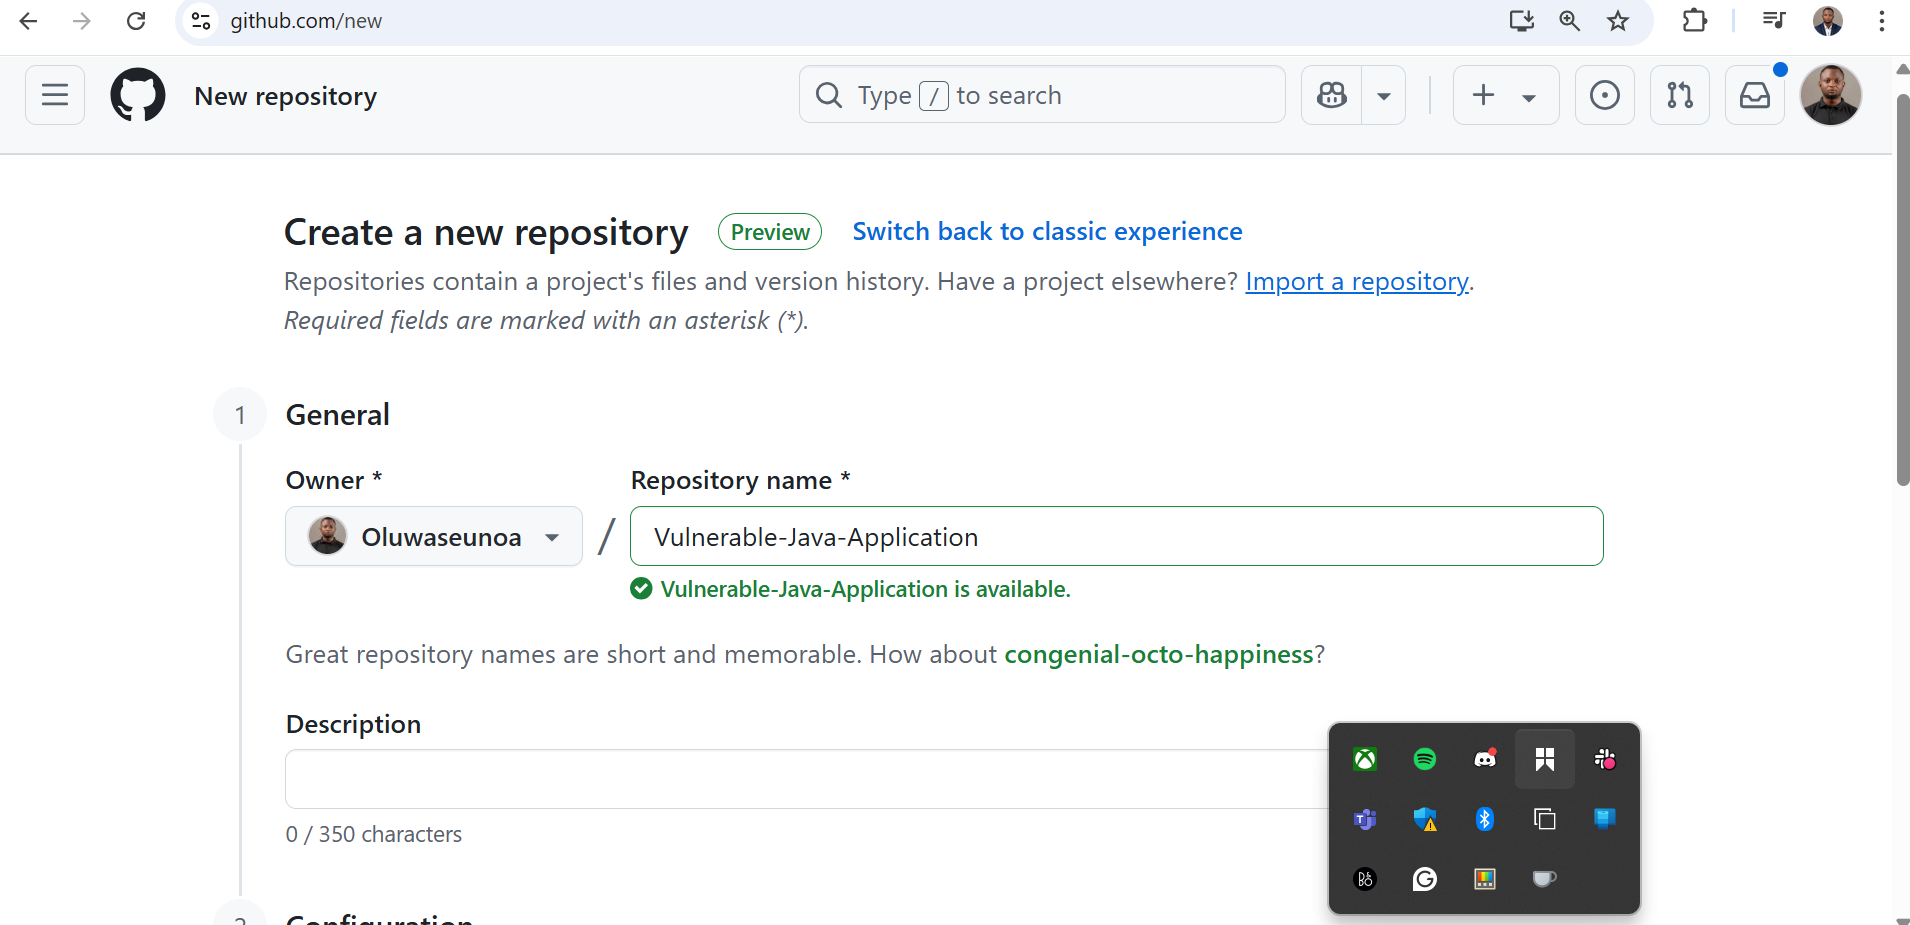 github.com/new
New repository
Type / to search
Create a new repository Preview Switch back to classic experience
Repositories contain a project's files and version history. Have a project elsewhere? Import a repository.
Required fields are marked with an asterisk (*).
1 General
Owner * Repository name *
Oluwaseunoa / Vulnerable-Java-Application
Vulnerable-Java-Application is available.
Great repository names are short and memorable. How about congenial-octo-happiness?
Description
0 / 350 characters
2 Configuration